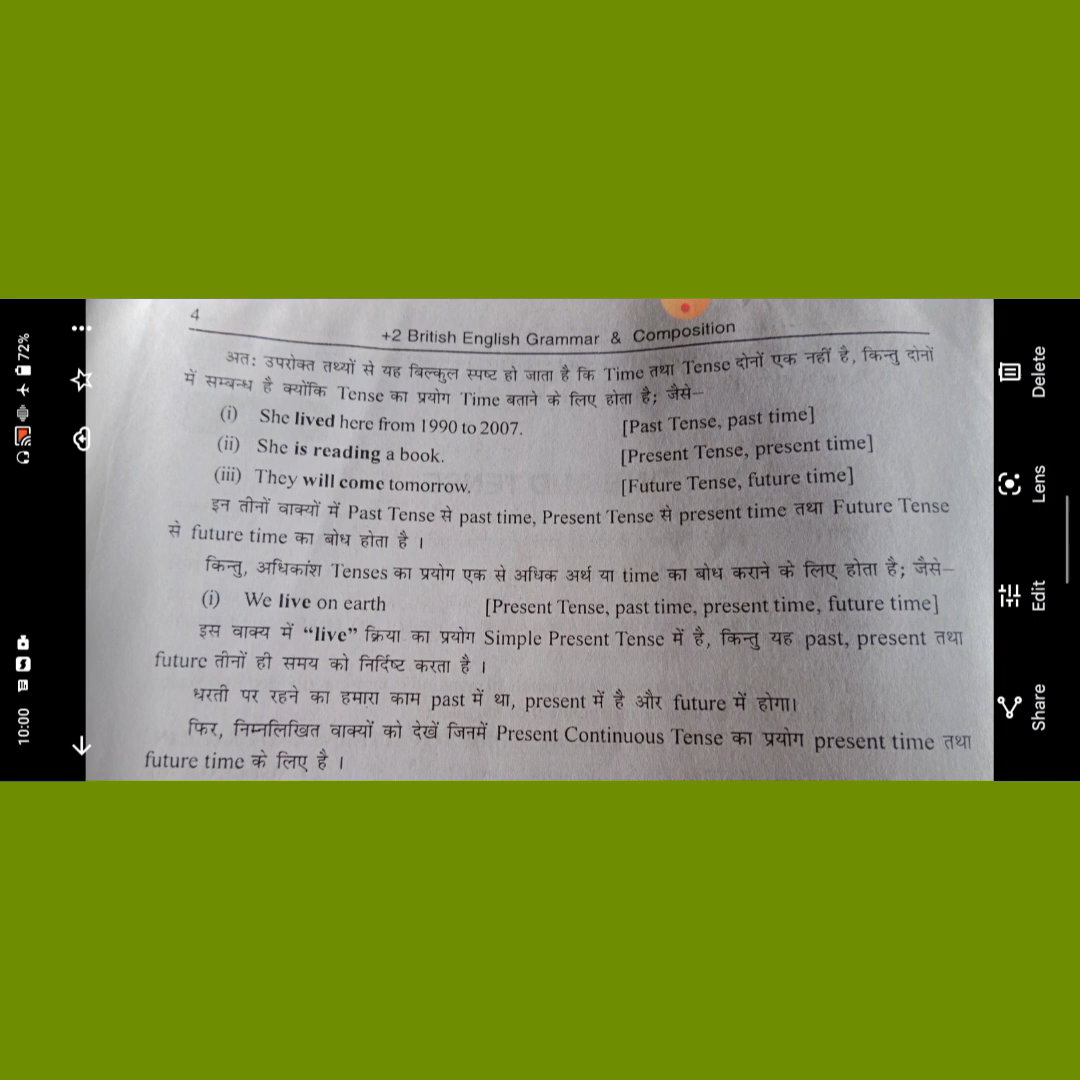 4
+2 British English Grammar & Composition
अत: उपरोक्त तथ्यों से यह बिल्कुल स्पष्ट हो जाता है कि Time तथा Tense दोनों एक नहीं है, किन्तु दोनों
में सम्बन्ध है क्योंकि Tense का प्रयोग Time बताने के लिए होता है; जैसे–
(i) She lived here from 1990 to 2007. [Past Tense, past time]
(ii) She is reading a book. [Present Tense, present time]
(iii) They will come tomorrow. [Future Tense, future time]
इन तीनों वाक्यों में Past Tense से past time, Present Tense से present time तथा Future Tense
से future time का बोध होता है ।
किन्तु, अधिकांश Tenses का प्रयोग एक से अधिक अर्थ या time का बोध कराने के लिए होता है; जैसे–
(i) We live on earth [Present Tense, past time, present time, future time]
इस वाक्य में “live” क्रिया का प्रयोग Simple Present Tense में है, किन्तु यह past, present तथा
future तीनों ही समय को निर्दिष्ट करता है ।
धरती पर रहने का हमारा काम past में था, present में है और future में होगा।
फिर, निम्नलिखित वाक्यों को देखें जिनमें Present Continuous Tense का प्रयोग present time तथा
future time के लिए है ।
10:00
72%
Share
Edit
Lens
Delete